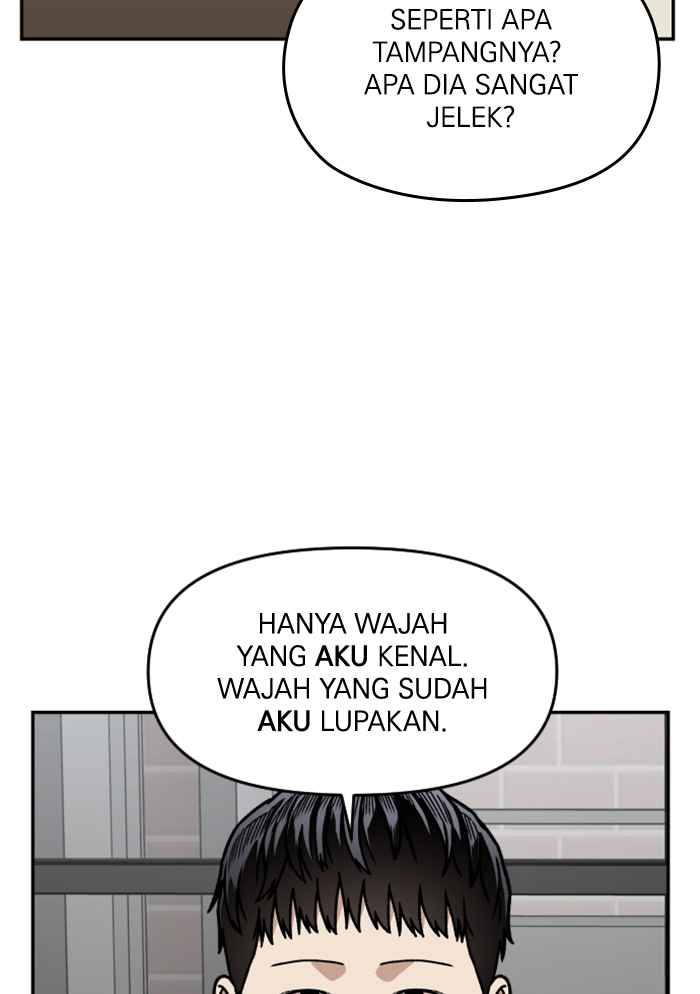 SEPERTI APA
TAMPANGNYA?
APA DIA SANGAT
JELEK?
HANYA WAJAH
YANG AKU KENAL.
WAJAH YANG SUDAH
AKU LUPAKAN.